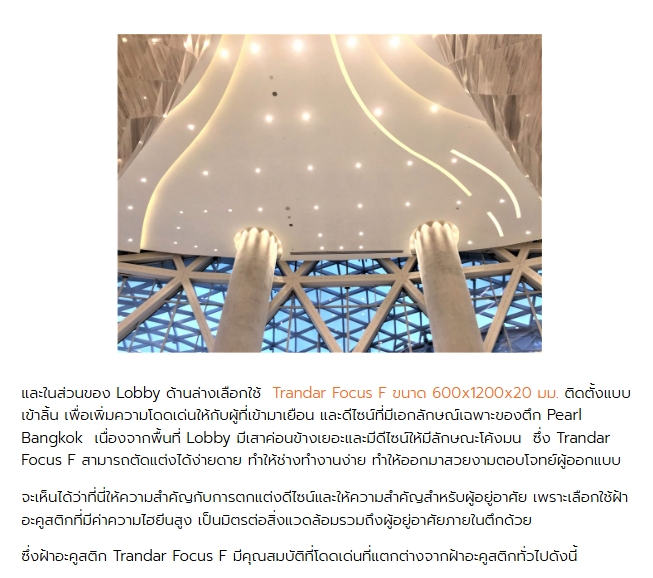 และในส่วนของ Lobby ด้านล่างเลือกใช้ Trandar Focus F ขนาด 600x1200x20 มม. ติดตั้งแบบ
เข้าลิ้น เพื่อเพิ่มความโดดเด่นให้กับผู้ที่เข้ามาเยือน และดีไซน์ที่มีเอกลักษณ์เฉพาะของตึก Pearl
Bangkok เนื่องจากพื้นที่ Lobby มีเสาค่อนข้างเยอะและมีดีไซน์ให้มีลักษณะโค้งมน ซึ่ง Trandar
Focus F สามารถตัดแต่งได้ง่ายดาย ทำให้ช่างทำงานง่าย ทำให้ออกมาสวยงามตอบโจทย์ผู้ออกแบบ
จะเห็นได้ว่าที่นี่ให้ความสำคัญกับการตกแต่งดีไซน์และให้ความสำคัญสำหรับผู้อยู่อาศัย เพราะเลือกใช้ฝ้า
อะคูสติกที่มีค่าความไฮยีนสูง เป็นมิตรต่อสิ่งแวดล้อมรวมถึงผู้อยู่อาศัยภายในตึกด้วย
ซึ่งฝ้าอะคูสติก Trandar Focus F มีคุณสมบัติที่โดดเด่นที่แตกต่างจากฝ้าอะคูสติกทั่วไปดังนี้